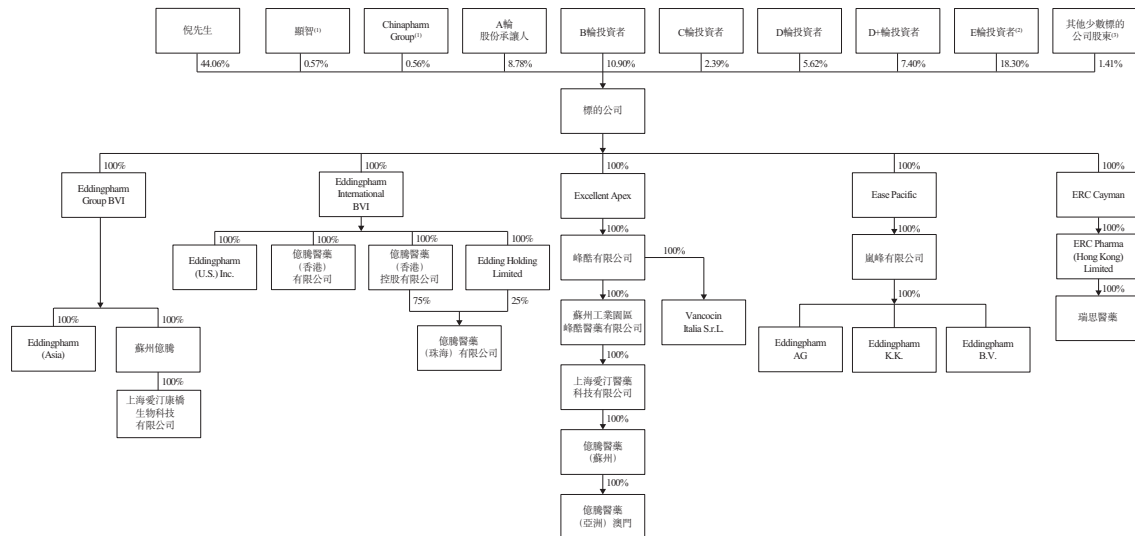 倪先生
顯智(1)
Chinapharm
Group(1)
A輪
股份承讓人
B輪投資者
C輪投資者
D輪投資者
D+輪投資者
E輪投資者(2)
其他少數標的
公司股東(3)
44.06%
0.57%
0.56%
8.78%
10.90%
2.39%
5.62%
7.40%
18.30%
1.41%
標的公司
100%
100%
100%
100%
100%
Eddingpharm
Group BVI
Eddingpharm
International
BVI
Excellent Apex
Ease Pacific
ERC Cayman
100%
100%
100%
100%
100%
100%
100%
Eddingpharm
(U.S.) Inc.
億騰醫藥
(香港)
有限公司
億騰醫藥
(香港)
控股有限公司
Edding Holding
Limited
峰酷有限公司
100%
嵐峰有限公司
ERC Pharma
(Hong Kong)
Limited
75%
25%
100%
100%
100%
100%
100%
Eddingpharm
(Asia)
蘇州億騰
億騰醫藥
(珠海)有限公司
蘇州工業園區
峰酷醫藥有限公司
Vancocin
Italia S.r.L.
Eddingpharm
AG
Eddingpharm
K.K.
Eddingpharm
B.V.
瑞思醫藥
100%
100%
上海愛汀康橋
生物科技
有限公司
上海愛汀醫藥
科技有限公司
100%
億騰醫藥
(蘇州)
100%
億騰醫藥
(亞洲)澳門